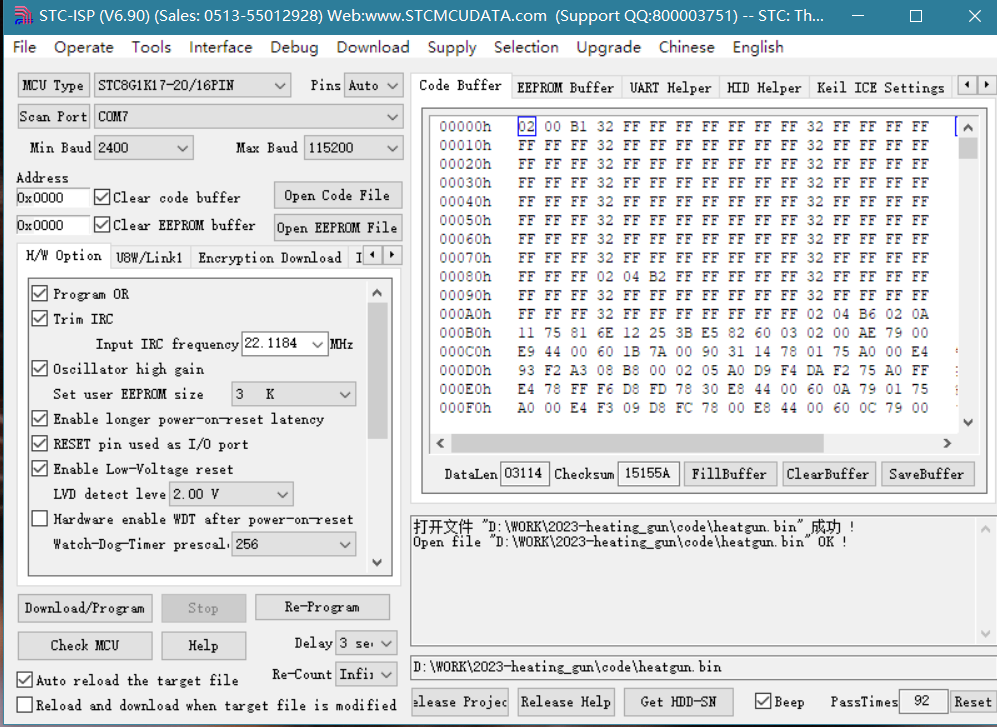 STC-ISP (V6.90) (Sales: 0513-55012928) Web:www.STCMCUDATA.com (Support QQ:800003751) -- STC: Th...
File Operate Tools Interface Debug Download Supply Selection Upgrade Chinese English
MCU Type STC8G1K17-20/16PIN Pins Auto
Scan Port COM7
Min Baud 2400 Max Baud 115200
Address
0x0000 Clear code buffer Open Code File
0x0000 Clear EEPROM buffer Open EEPROM File
H/W Option U8W/Link1 Encryption Download I
Program OR
Trim IRC
Input IRC frequency 22.1184 MHz
Oscillator high gain
Set user EEPROM size 3 K
Enable longer power-on-reset latency
RESET pin used as I/O port
Enable Low-Voltage reset
LVD detect leve 2.00 V
Hardware enable WDT after power-on-reset
Watch-Dog-Timer prescal 256
Download/Program Stop Re-Program
Check MCU Help Delay 3 se
Auto reload the target file Re-Count Infi
Reload and download when target file is modified
Code Buffer EEPROM Buffer UART Helper HID Helper Keil ICE Settings
00000h 02 00 B1 32 FF FF FF FF FF FF FF 32 FF FF FF FF
00010h FF FF FF 32 FF FF FF FF FF FF FF 32 FF FF FF FF
00020h FF FF FF 32 FF FF FF FF FF FF FF 32 FF FF FF FF
00030h FF FF FF 32 FF FF FF FF FF FF FF 32 FF FF FF FF
00040h FF FF FF 32 FF FF FF FF FF FF FF 32 FF FF FF FF
00050h FF FF FF 32 FF FF FF FF FF FF FF 32 FF FF FF FF
00060h FF FF FF 32 FF FF FF FF FF FF FF 32 FF FF FF FF
00070h FF FF FF 32 FF FF FF FF FF FF FF 32 FF FF FF FF
00080h FF FF FF 02 04 B2 FF FF FF FF FF 32 FF FF FF FF
00090h FF FF FF 32 FF FF FF FF FF FF FF 32 FF FF FF FF
000A0h FF FF FF 32 FF FF FF FF FF FF FF 02 04 B6 02 0A
000B0h 11 75 81 6E 12 25 3B E5 82 60 03 02 00 AE 79 00
000C0h E9 44 00 60 1B 7A 00 90 31 14 78 01 75 A0 00 E4
000D0h 93 F2 A3 08 B8 00 02 05 A0 D9 F4 DA F2 75 A0 FF
000E0h E4 78 FF F6 D8 FD 78 30 E8 44 00 60 0A 79 01 75
000F0h A0 00 E4 F3 09 D8 FC 78 00 E8 44 00 60 0C 79 00
DataLen 03114 Checksum 15155A FillBuffer ClearBuffer SaveBuffer
打开文件 "D:\WORK\2023-heating_gun\code\heatgun.bin" 成功 !
Open file "D:\WORK\2023-heating_gun\code\heatgun.bin" OK !
D:\WORK\2023-heating_gun\code\heatgun.bin
elease Projec Release Help Get HDD-SN Beep PassTimes 92 Reset